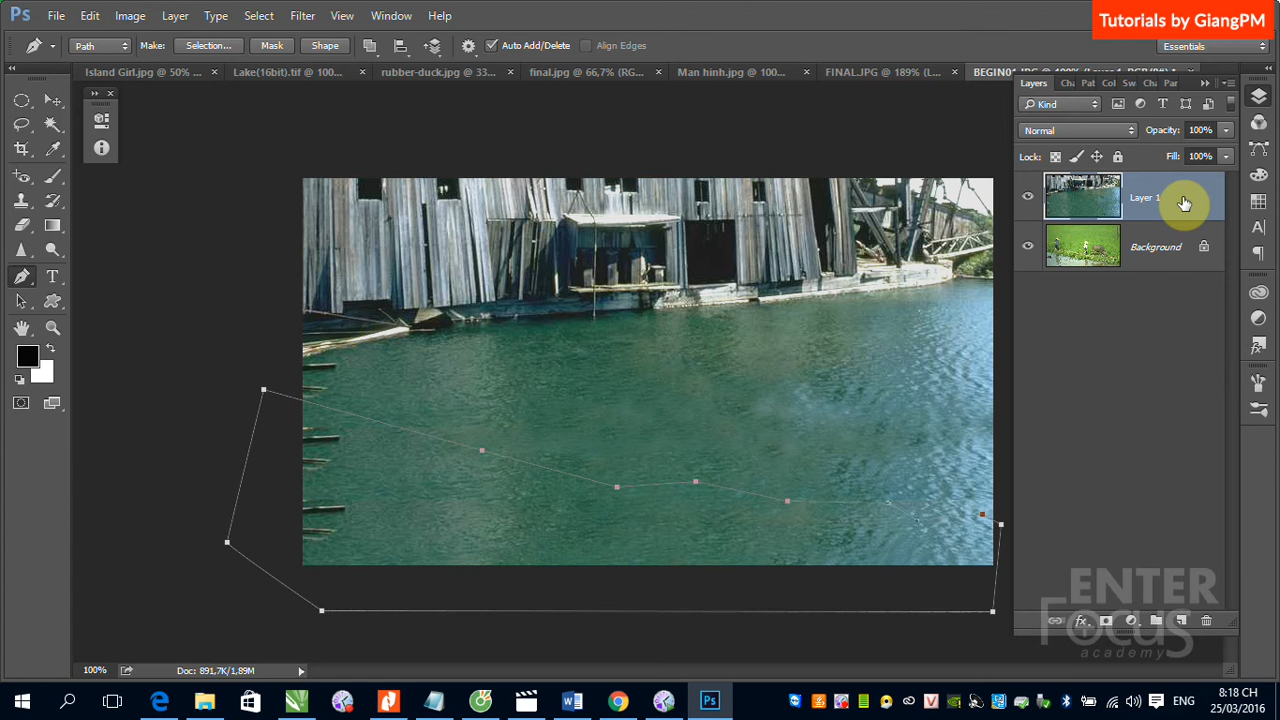 Ps File Edit Image Layer Type Select Filter View Window Help
Tutorials by GiangPM
Path Make: Selection... Mask Shape Auto Add/Delete Align Edges Essentials
Island Girl.jpg @ 50% ... × Lake(16bit).tif @ 100... × rubber-duck.jpg @ 33... × final.jpg @ 66,7% (RG... × Man hinh.jpg @ 100... × FINAL.JPG @ 189% (L... ×
Layers Pat Col Sw Par
Kind
Normal Opacity: 100%
Lock: Fill: 100%
Layer 1
Background
ENTER
FOCUS
academy
100% Doc: 891,7K/1,89M
ENG
8:18 CH
25/03/2016